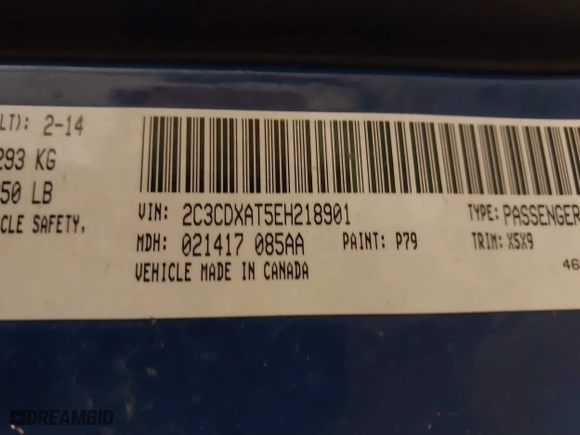 LT): 2-14
293 KG
50 LB
CLE SAFETY,
VIN: 2C3CDXAT5EH218901
TYPE: PASSENGER
MDH: 021417 085AA
PAINT: P79
TRIM: X5X9
VEHICLE MADE IN CANADA
46
DREAMBID